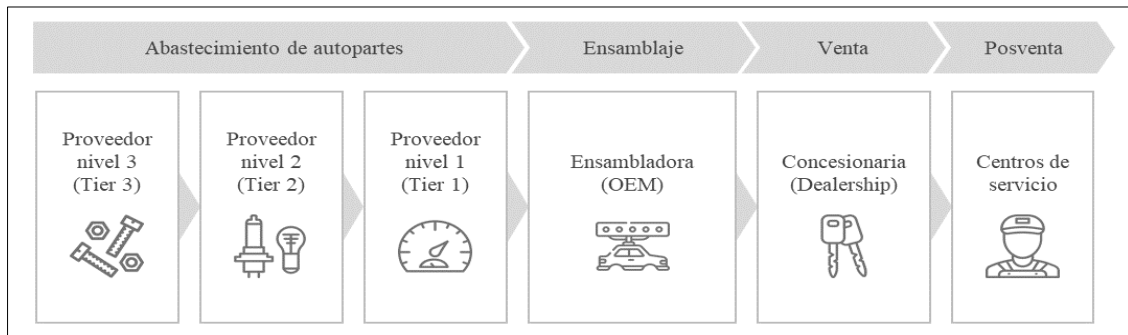 Abastecimiento de autopartes
Ensamblaje
Venta
Posventa
Proveedor
nivel 3
(Tier 3)
Proveedor
nivel 2
(Tier 2)
Proveedor
nivel 1
(Tier 1)
Ensambladora
(OEM)
Concesionaria
(Dealership)
Centros de
servicio